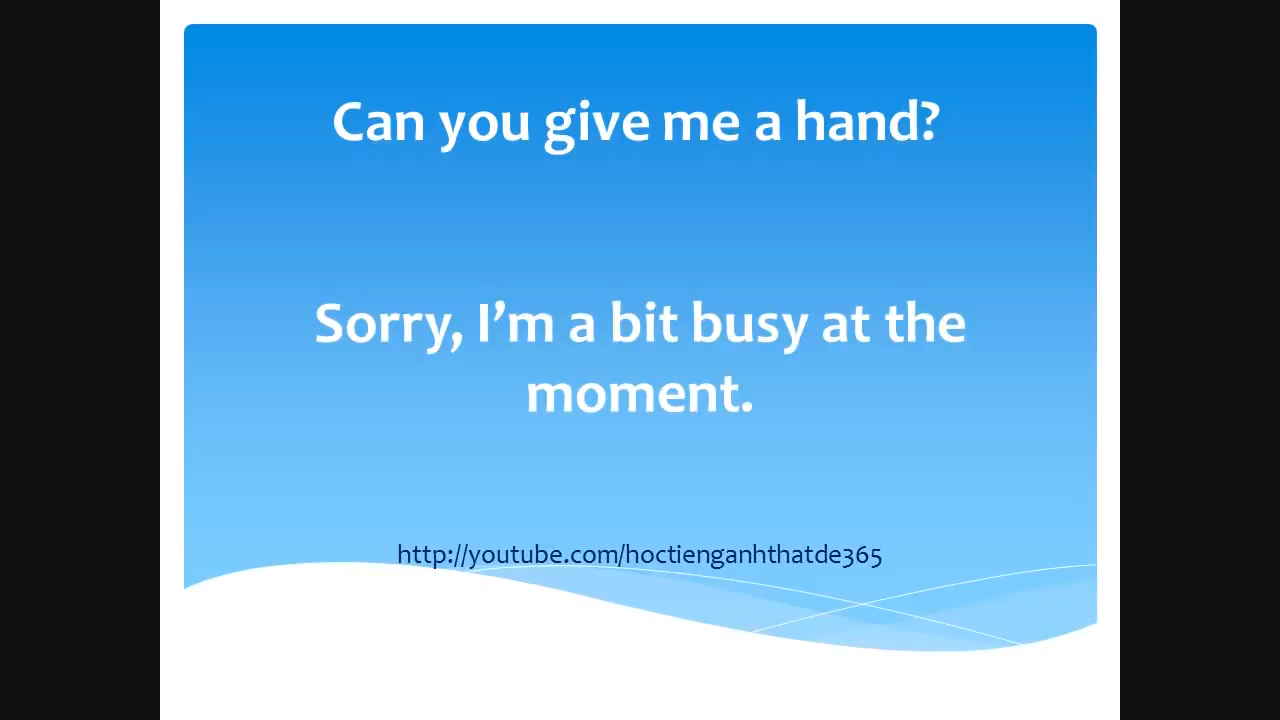 Can you give me a hand?
Sorry, I’m a bit busy at the
moment.
http://youtube.com/hoctienganhthatde365